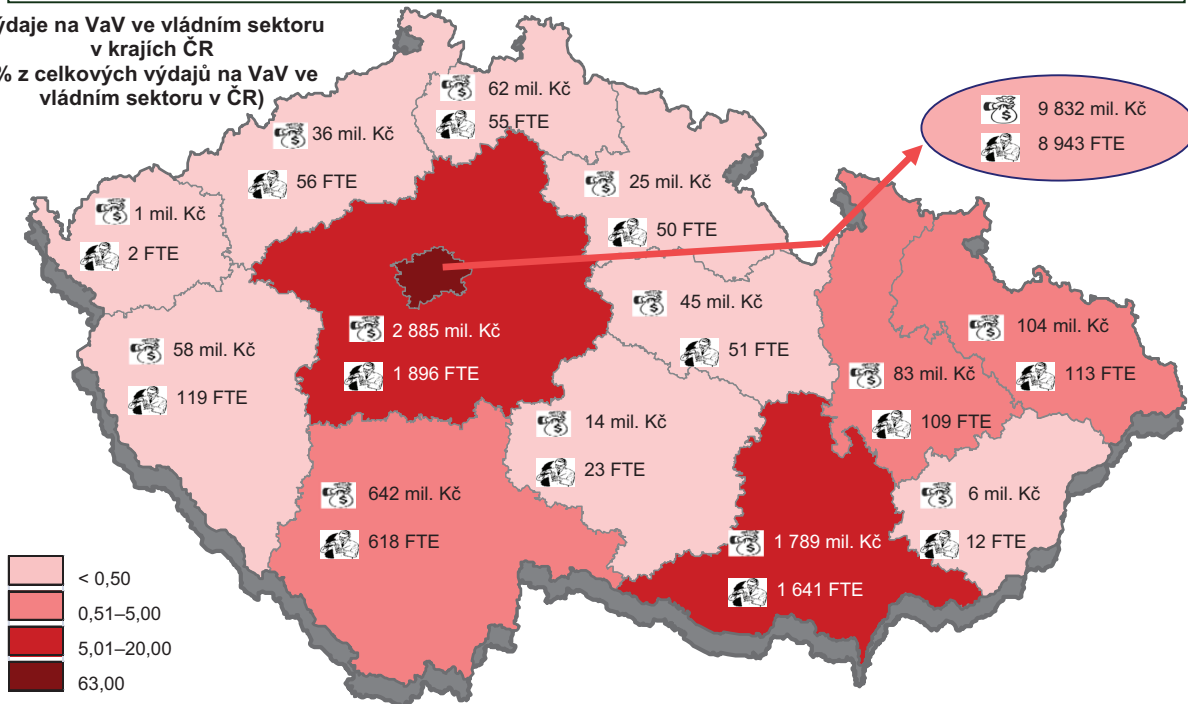 ýdaje na VaV ve vládním sektoru
v krajích ČR
% z celkových výdajů na VaV ve
vládním sektoru v ČR)
62 mil. Kč
55 FTE
9 832 mil. Kč
8 943 FTE
36 mil. Kč
56 FTE
25 mil. Kč
50 FTE
1 mil. Kč
2 FTE
45 mil. Kč
51 FTE
2 885 mil. Kč
1 896 FTE
104 mil. Kč
113 FTE
58 mil. Kč
119 FTE
83 mil. Kč
109 FTE
14 mil. Kč
23 FTE
642 mil. Kč
618 FTE
6 mil. Kč
12 FTE
1 789 mil. Kč
1 641 FTE
< 0,50
0,51–5,00
5,01–20,00
63,00